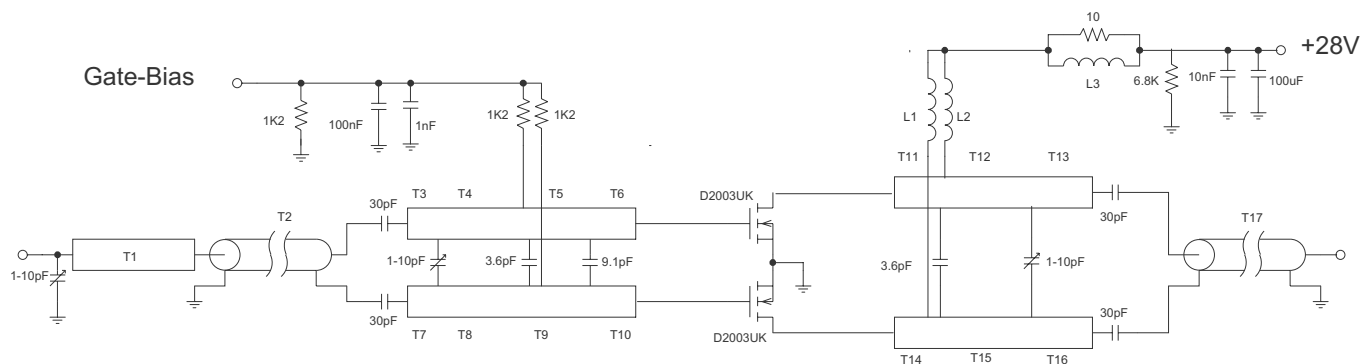 10
+28V
Gate-Bias
L3
6.8K
10nF
100uF
1K2
100nF
1nF
1K2
1K2
L1
L2
T11
T12
T13
T3
T4
T5
T6
D2003UK
30pF
30pF
T2
T17
T1
1-10pF
1-10pF
3.6pF
9.1pF
3.6pF
1-10pF
30pF
30pF
T7
T8
T9
T10
D2003UK
T14
T15
T16